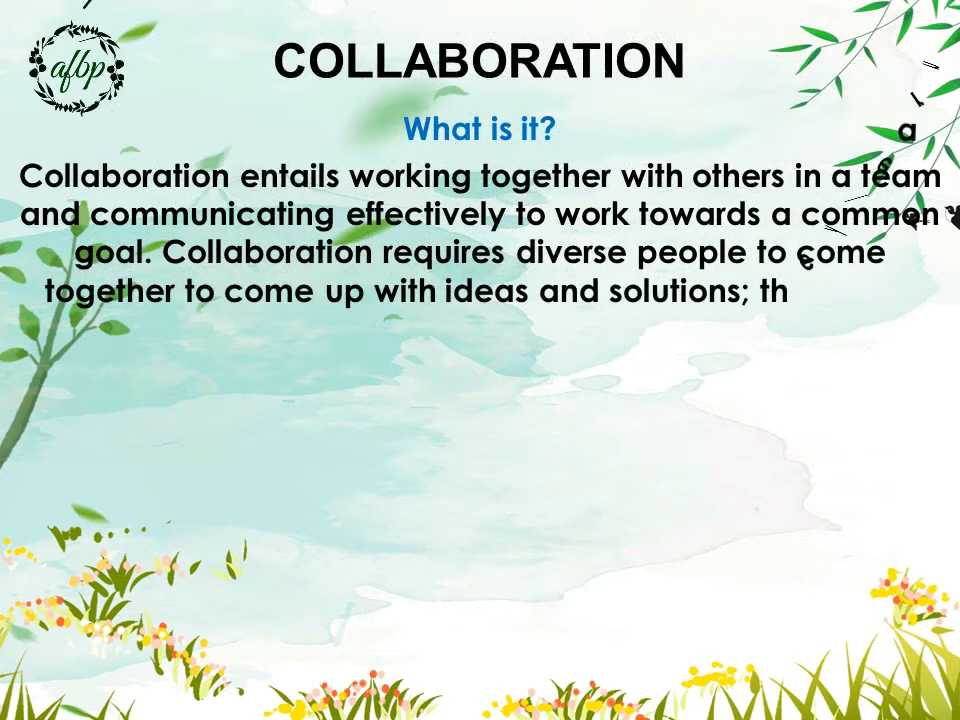 afbp
COLLABORATION
What is it?
Collaboration entails working together with others in a team
and communicating effectively to work towards a common
goal. Collaboration requires diverse people to come
together to come up with ideas and solutions; th